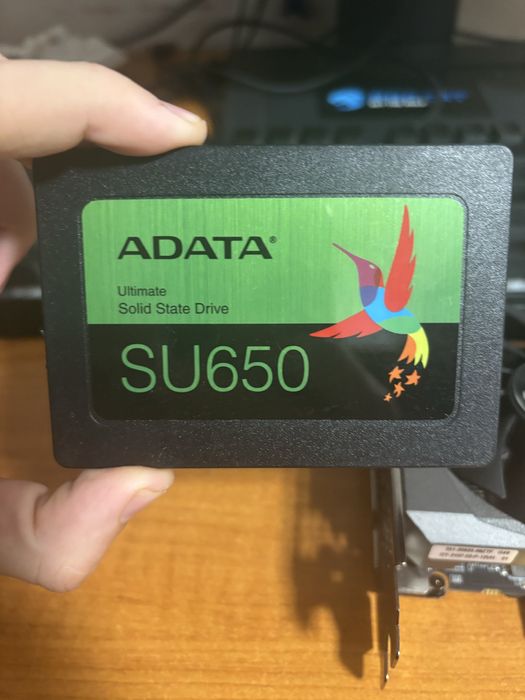 ADATA®
Ultimate
Solid State Drive
SU650